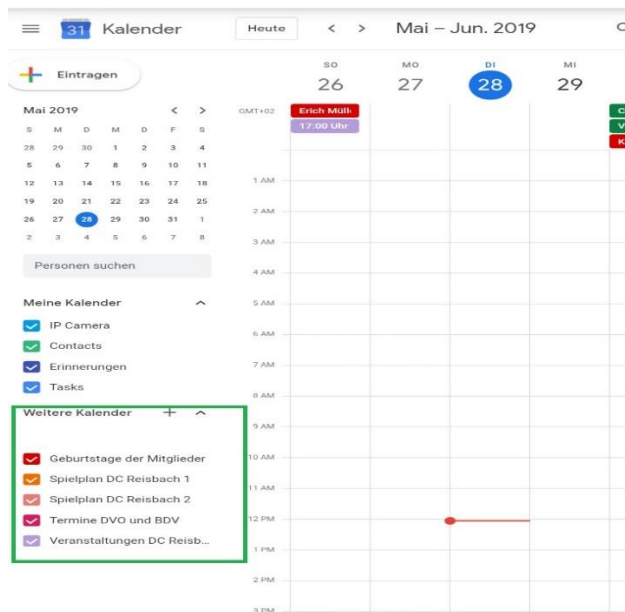 31 Kalender Heute < > Mai – Jun. 2019
Eintragen
Mai 2019 < >
S M D M D F S
28 29 30 1 2 3 4
5 6 7 8 9 10 11
12 13 14 15 16 17 18
19 20 21 22 23 24 25
26 27 28 29 30 31 1
2 3 4 5 6 7 8
Personen suchen
Meine Kalender
IP Camera
Contacts
Erinnerungen
Tasks
Weitere Kalender +
Geburtstage der Mitglieder
Spielplan DC Reisbach 1
Spielplan DC Reisbach 2
Termine DVO und BDV
Veranstaltungen DC Reisb...
SO MO DI MI
26 27 28 29
GMT+02 Erich Mülle
17:00 Uhr
1 AM
2 AM
3 AM
4 AM
5 AM
6 AM
7 AM
8 AM
9 AM
10 AM
11 AM
12 PM
1 PM
2 PM
3 PM